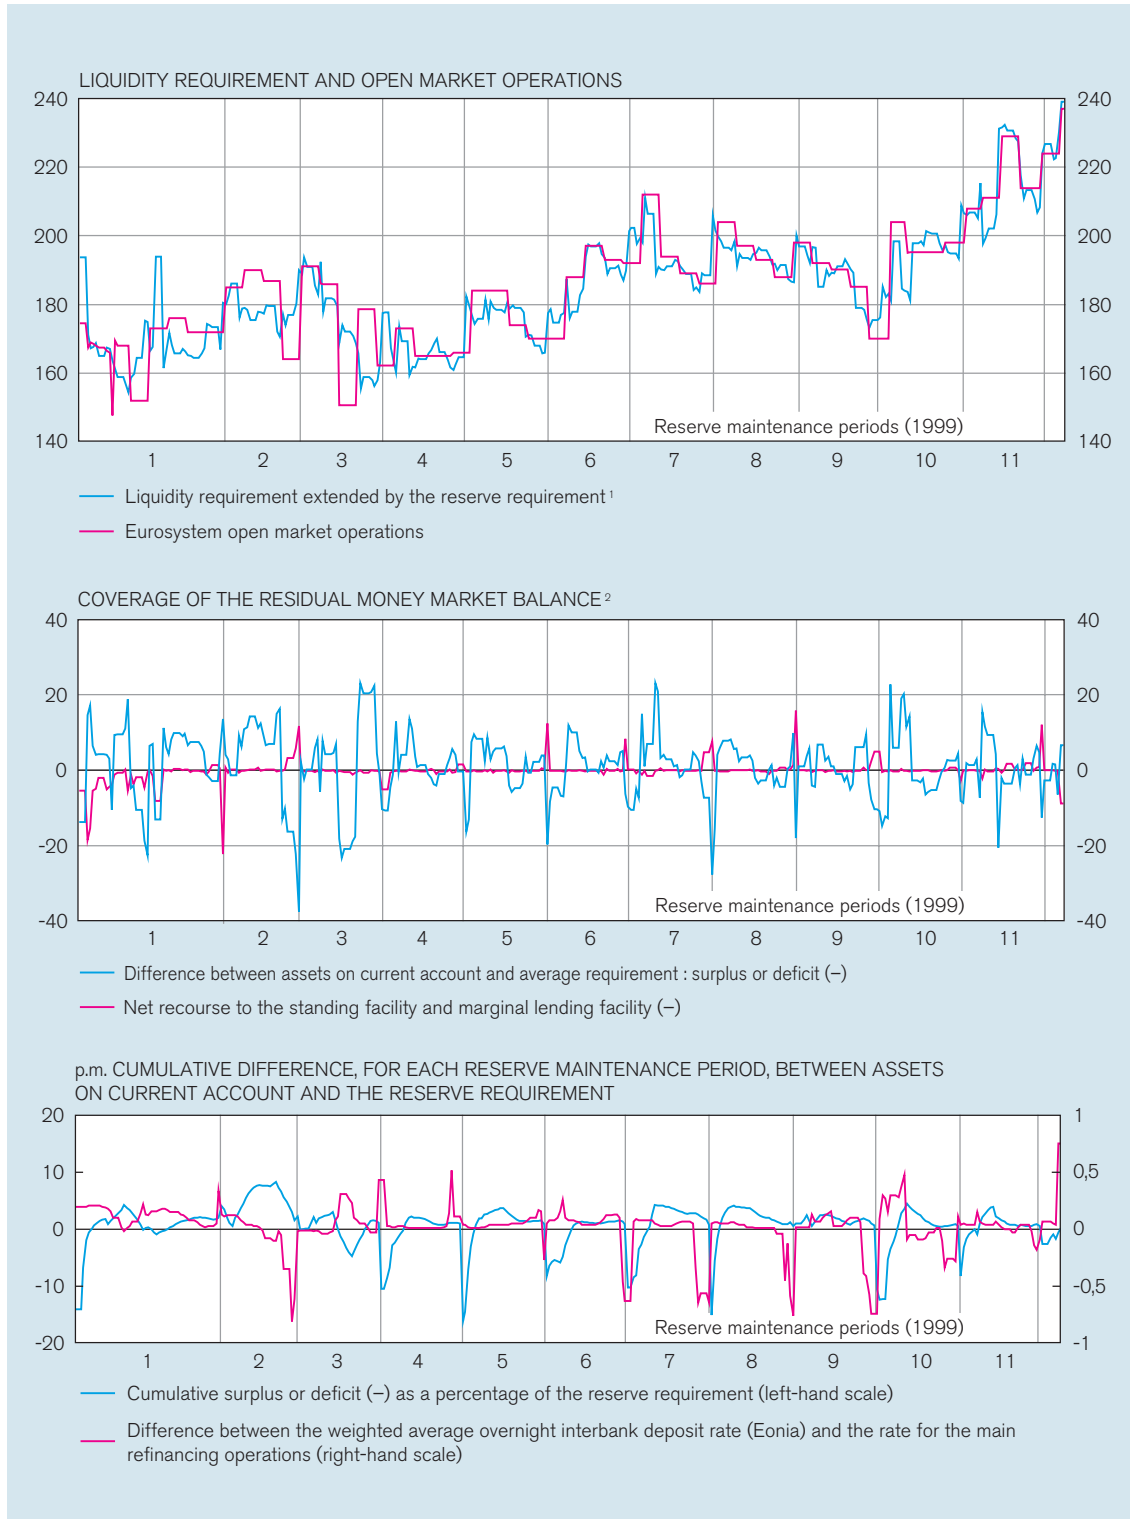 LIQUIDITY REQUIREMENT AND OPEN MARKET OPERATIONS
240 240
220 220
200 200
180 180
160 160
Reserve maintenance periods (1999)
140 140
1 2 3 4 5 6 7 8 9 10 11
Liquidity requirement extended by the reserve requirement 1
Eurosystem open market operations
COVERAGE OF THE RESIDUAL MONEY MARKET BALANCE 2
40 40
20 20
0 0
-20 -20
Reserve maintenance periods (1999)
-40 -40
1 2 3 4 5 6 7 8 9 10 11
Difference between assets on current account and average requirement : surplus or deficit (–)
Net recourse to the standing facility and marginal lending facility (–)
p.m. CUMULATIVE DIFFERENCE, FOR EACH RESERVE MAINTENANCE PERIOD, BETWEEN ASSETS
ON CURRENT ACCOUNT AND THE RESERVE REQUIREMENT
20 1
10 0,5
0 0
-10 -0,5
Reserve maintenance periods (1999)
-20 -1
1 2 3 4 5 6 7 8 9 10 11
Cumulative surplus or deficit (–) as a percentage of the reserve requirement (left-hand scale)
Difference between the weighted average overnight interbank deposit rate (Eonia) and the rate for the main
refinancing operations (right-hand scale)